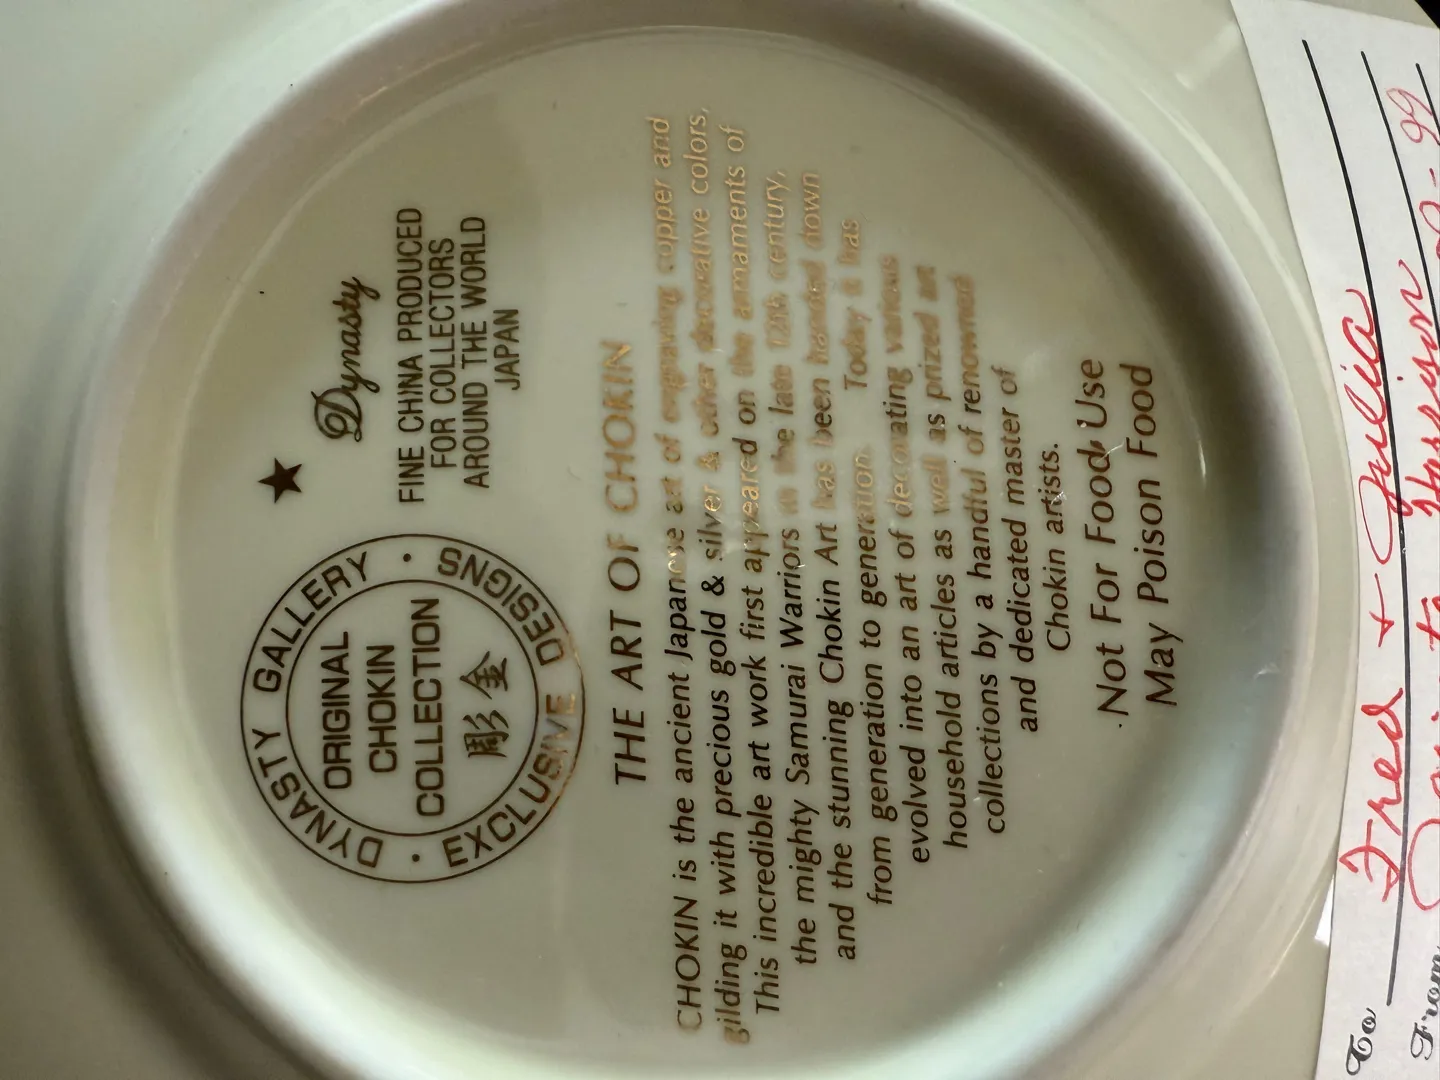 DYNASTY GALLERY
ORIGINAL
CHOKIN
COLLECTION
彫金
• EXCLUSIVE DESIGNS •
★
Dynasty
FINE CHINA PRODUCED
FOR COLLECTORS
AROUND THE WORLD
JAPAN
THE ART OF CHOKIN
CHOKIN is the ancient Japanese art of engraving copper and
gilding it with precious gold & silver & other decorative colors.
This incredible art work first appeared on the armaments of
the mighty Samurai Warriors in the late 12th century,
and the stunning Chokin Art has been handed down
from generation to generation. Today it has
evolved into an art of decorating various
household articles as well as prized art
collections by a handful of renowned
and dedicated master of
Chokin artists.
Not For Food Use
May Poison Food
To Fred + Julia
From
99